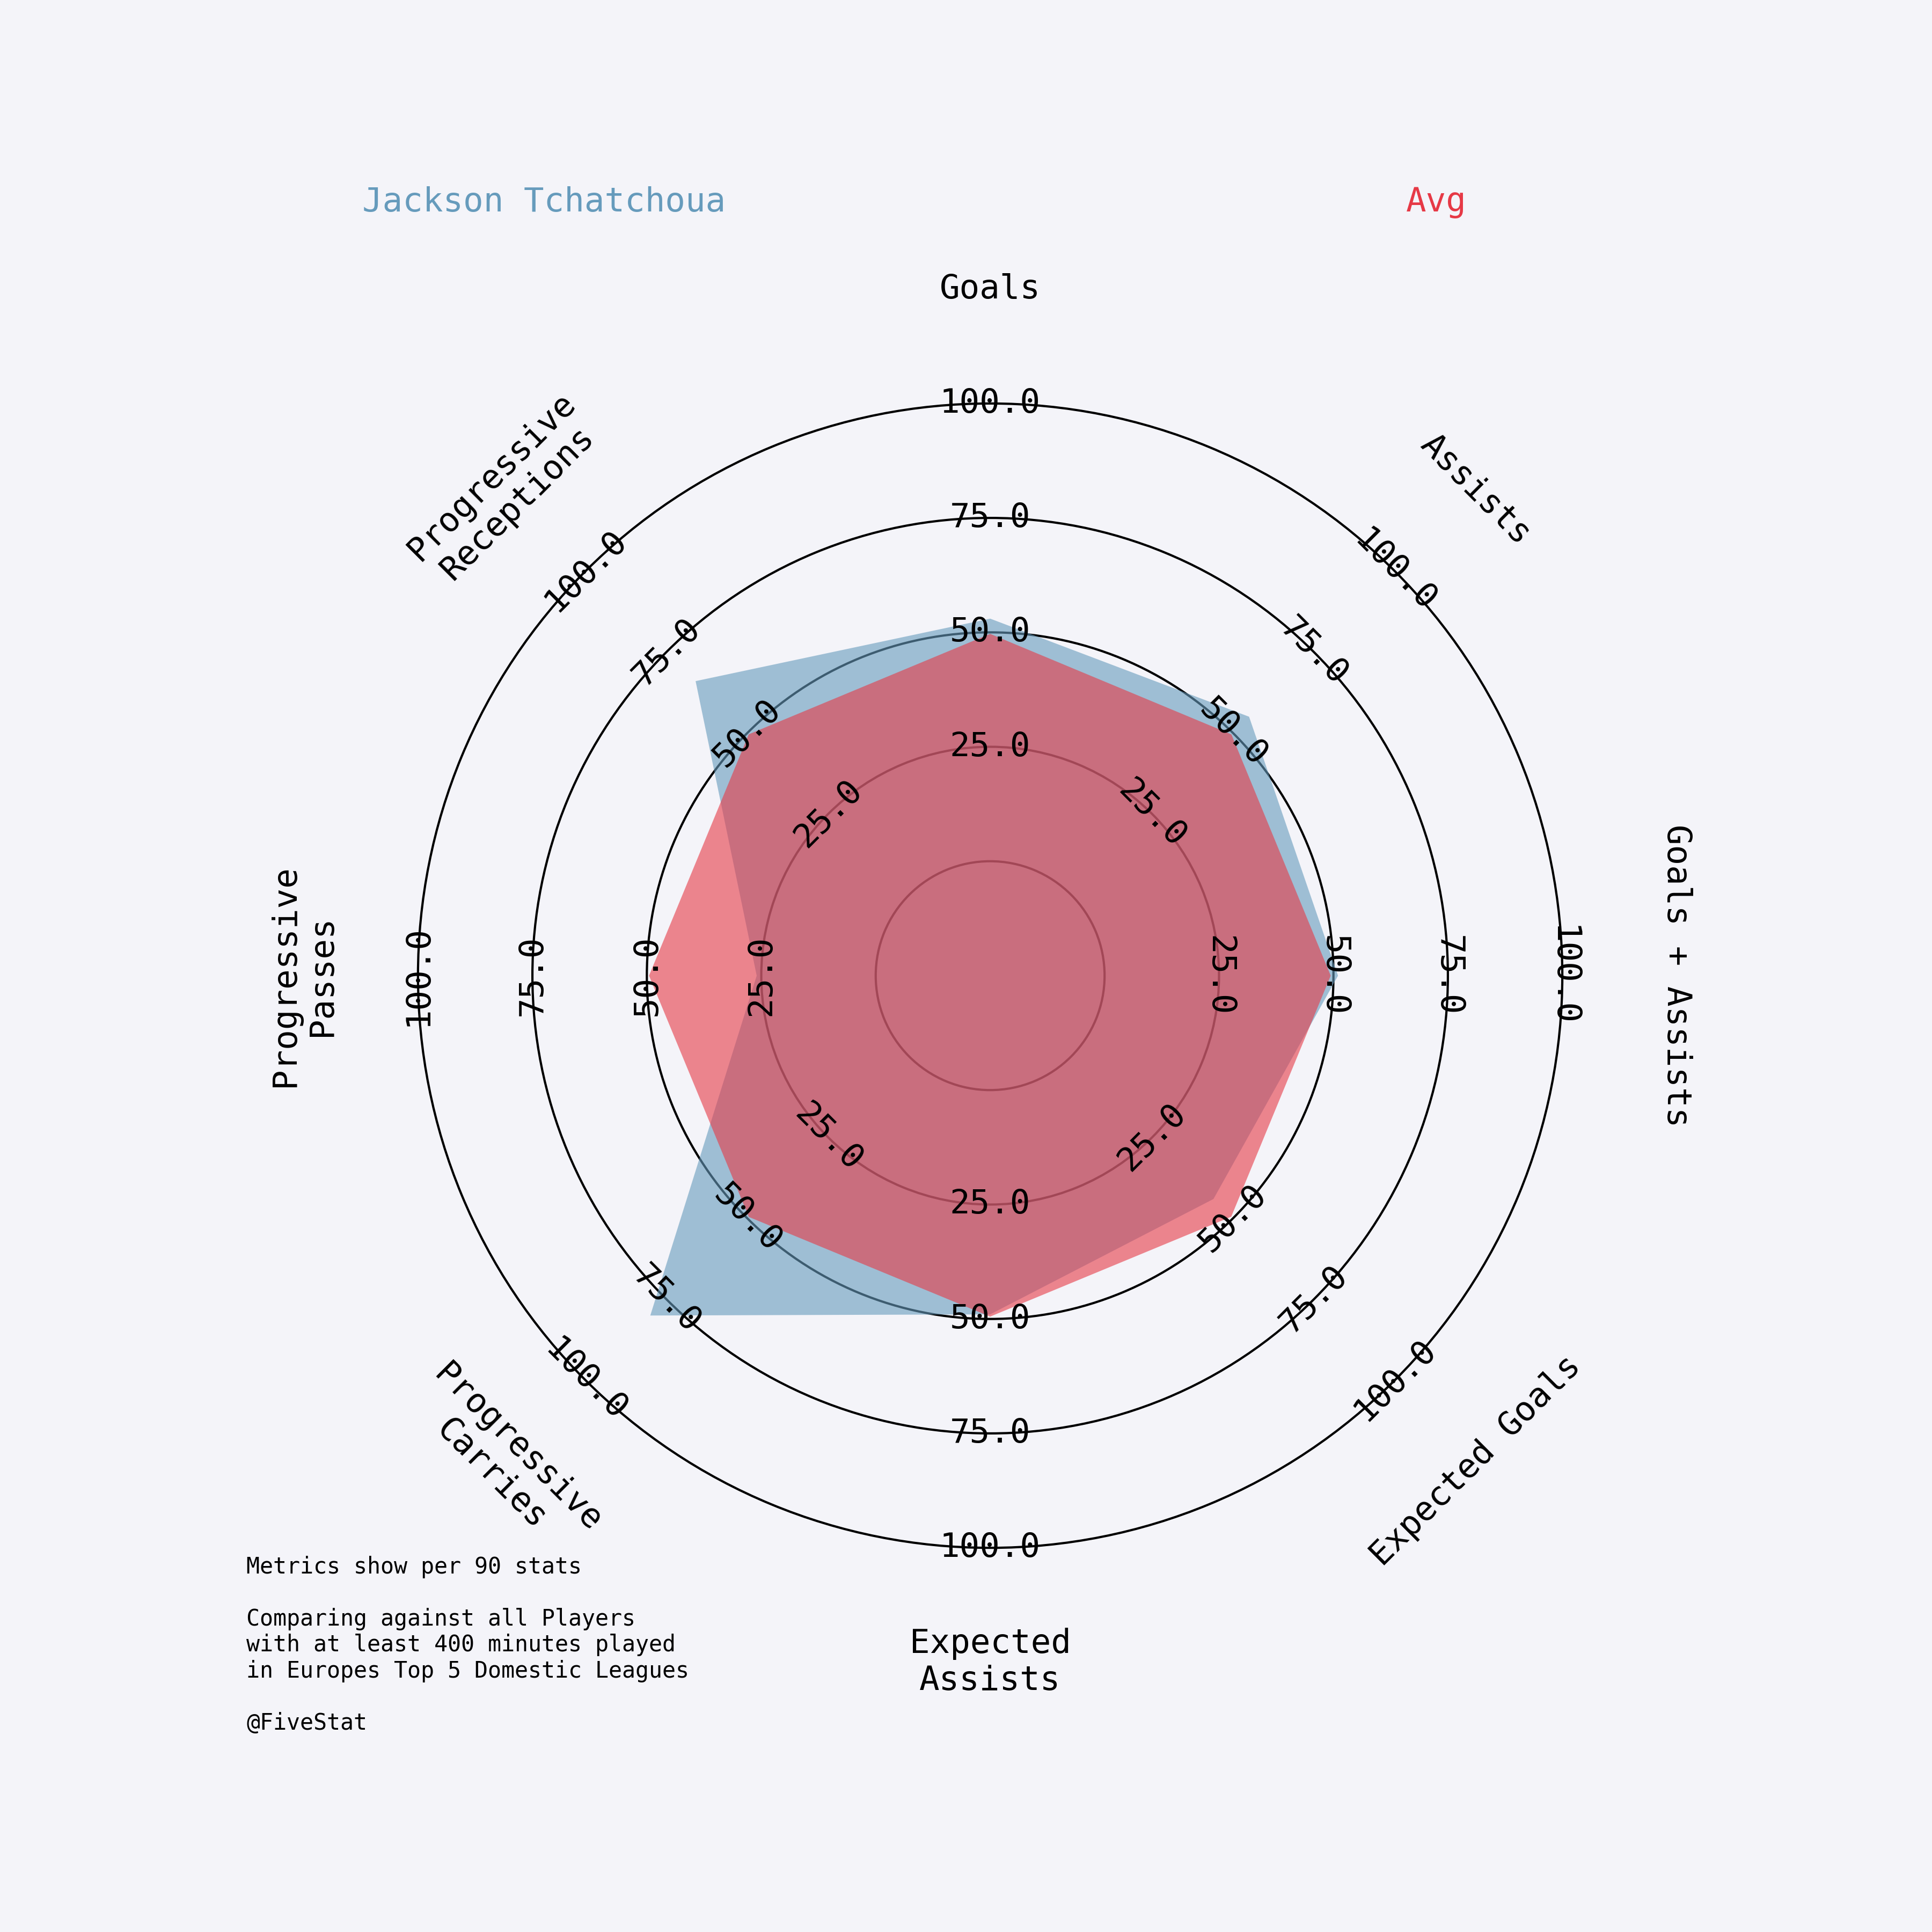 Jackson Tchatchoua
Avg
Goals
Assists
Goals + Assists
Expected Goals
Expected
Assists
Progressive
Carries
Progressive
Passes
Progressive
Receptions
25.0
50.0
75.0
100.0
25.0
50.0
75.0
100.0
25.0
50.0
75.0
100.0
25.0
50.0
75.0
100.0
25.0
50.0
75.0
100.0
25.0
50.0
75.0
100.0
25.0
50.0
75.0
100.0
25.0
50.0
75.0
100.0
Metrics show per 90 stats
Comparing against all Players
with at least 400 minutes played
in Europes Top 5 Domestic Leagues
@FiveStat